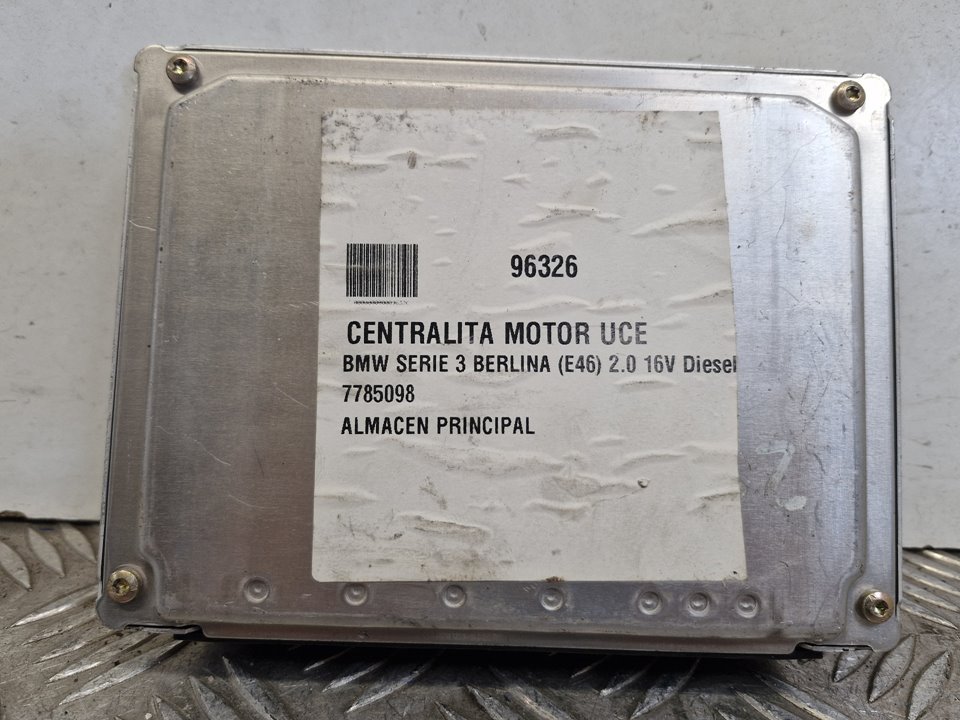 96326
CENTRALITA MOTOR UCE
BMW SERIE 3 BERLINA (E46) 2.0 16V Diesel
7785098
ALMACEN PRINCIPAL